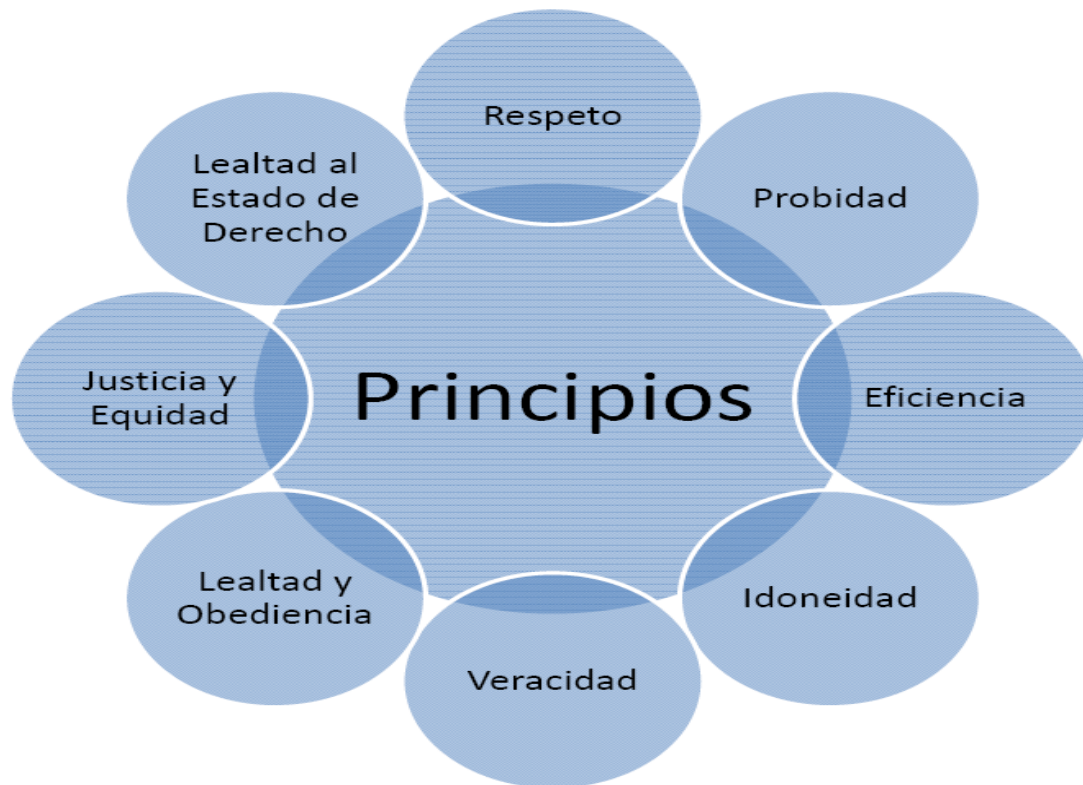 Respeto
Probidad
Eficiencia
Idoneidad
Veracidad
Lealtad y
Obediencia
Justicia y
Equidad
Lealtad al
Estado de
Derecho
Principios